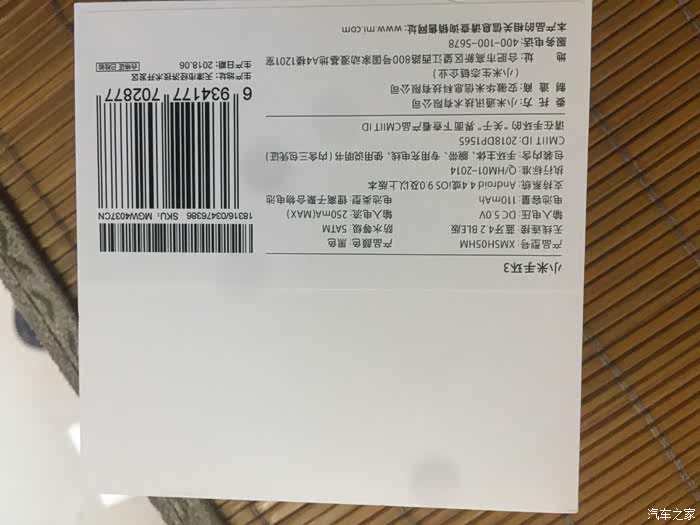 小米手环3
产品型号: XMSH05HM 产品颜色: 黑色
无线连接: 蓝牙4.2 BLE版 防水等级: 5ATM
输入电压: DC 5.0V 输入电流: 250mA(MAX)
电池容量: 110mAh 电池类型: 锂离子聚合物电池
支持系统: Android 4.4或iOS 9.0及以上版本
执行标准: Q/HM01-2014
包装内含: 手环主体、腕带、专用充电线、使用说明书 (含三包凭证)
CMIIT ID: 2018DP1565
请在手环的 "关于" 界面下查看产品CMIIT ID
委托方: 小米通讯技术有限公司
制造商: 安徽华米信息科技有限公司
(小米生态链企业)
地址: 合肥市高新区望江西路800号国家动漫基地A4楼1201室
服务电话: 400-100-5678
本产品的相关信息请查询销售网址: www.mi.com
18316/03476386 SKU: MGW4037CN
6 934177 702877
生产地址: 天津市经济技术开发区
生产日期: 2018.06 合格证 已检验
汽车之家